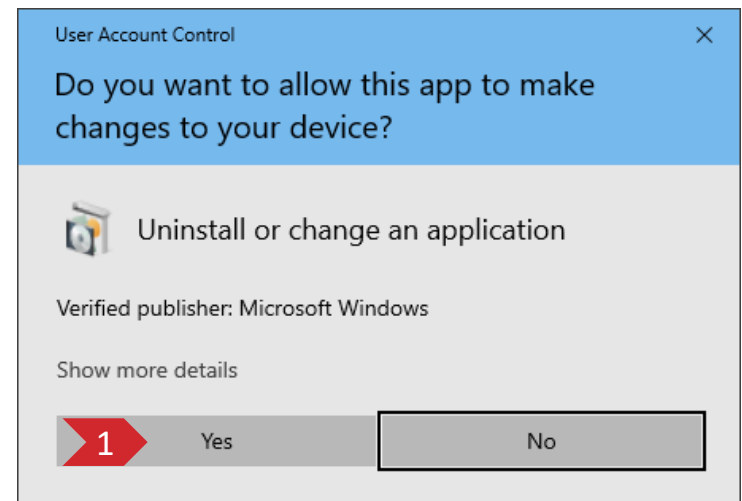 User Account Control
Do you want to allow this app to make
changes to your device?
Uninstall or change an application
Verified publisher: Microsoft Windows
Show more details
1 Yes No